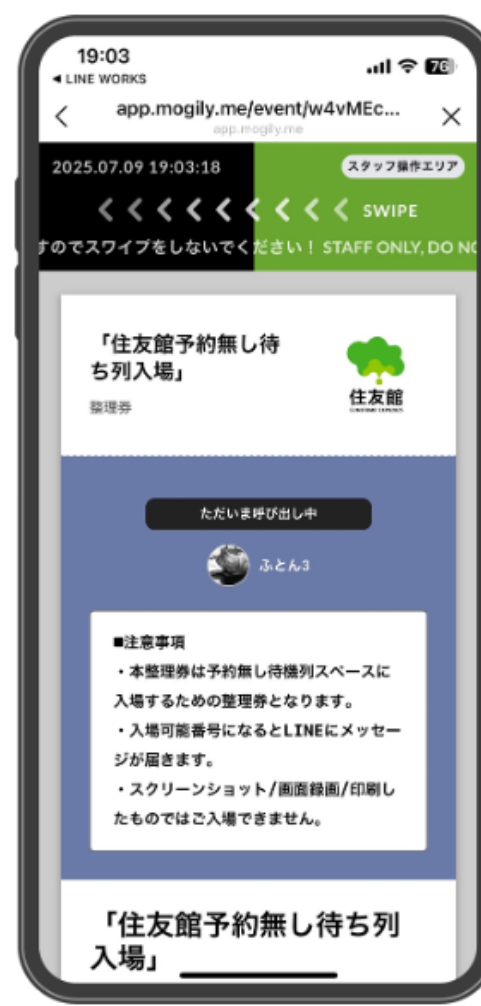 19:03
76
◀ LINE WORKS
app.mogily.me/event/w4vMEc...
app.mogily.me
2025.07.09 19:03:18
スタッフ操作エリア
SWIPE
すのでスワイプをしないでください！ STAFF ONLY, DO NO
「住友館予約無し待
ち列入場」
整理券
住友館
ただいま呼び出し中
ふとん3
■注意事項
・本整理券は予約無し待機列スペースに
入場するための整理券となります。
・入場可能番号になるとLINEにメッセー
ジが届きます。
・スクリーンショット/画面録画/印刷し
たものではご入場できません。
「住友館予約無し待ち列
入場」